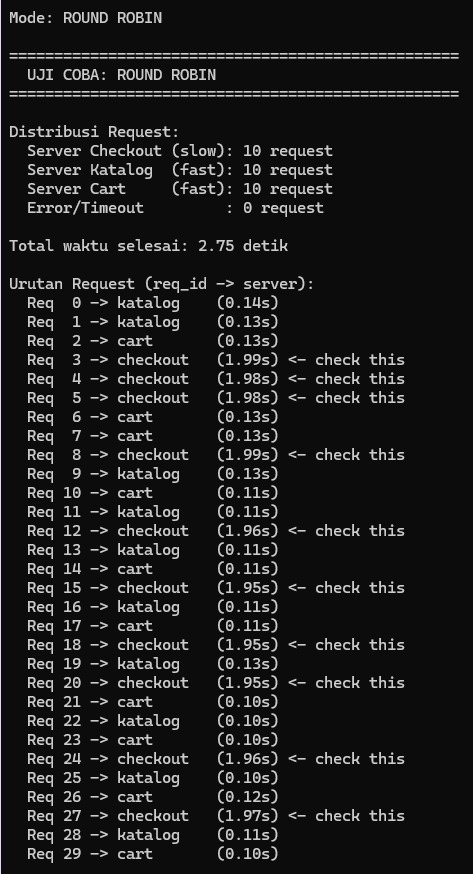 Mode: ROUND ROBIN
==================================================
  UJI COBA: ROUND ROBIN
==================================================
Distribusi Request:
  Server Checkout (slow): 10 request
  Server Katalog  (fast): 10 request
  Server Cart     (fast): 10 request
  Error/Timeout         : 0 request
Total waktu selesai: 2.75 detik
Urutan Request (req_id -> server):
  Req  0 -> katalog    (0.14s)
  Req  1 -> katalog    (0.13s)
  Req  2 -> cart       (0.13s)
  Req  3 -> checkout   (1.99s) <- check this
  Req  4 -> checkout   (1.98s) <- check this
  Req  5 -> checkout   (1.98s) <- check this
  Req  6 -> cart       (0.13s)
  Req  7 -> cart       (0.13s)
  Req  8 -> checkout   (1.99s) <- check this
  Req  9 -> katalog    (0.13s)
  Req 10 -> cart       (0.11s)
  Req 11 -> katalog    (0.11s)
  Req 12 -> checkout   (1.96s) <- check this
  Req 13 -> katalog    (0.11s)
  Req 14 -> cart       (0.11s)
  Req 15 -> checkout   (1.95s) <- check this
  Req 16 -> katalog    (0.11s)
  Req 17 -> cart       (0.11s)
  Req 18 -> checkout   (1.95s) <- check this
  Req 19 -> katalog    (0.13s)
  Req 20 -> checkout   (1.95s) <- check this
  Req 21 -> cart       (0.10s)
  Req 22 -> katalog    (0.10s)
  Req 23 -> cart       (0.10s)
  Req 24 -> checkout   (1.96s) <- check this
  Req 25 -> katalog    (0.10s)
  Req 26 -> cart       (0.12s)
  Req 27 -> checkout   (1.97s) <- check this
  Req 28 -> katalog    (0.11s)
  Req 29 -> cart       (0.10s)